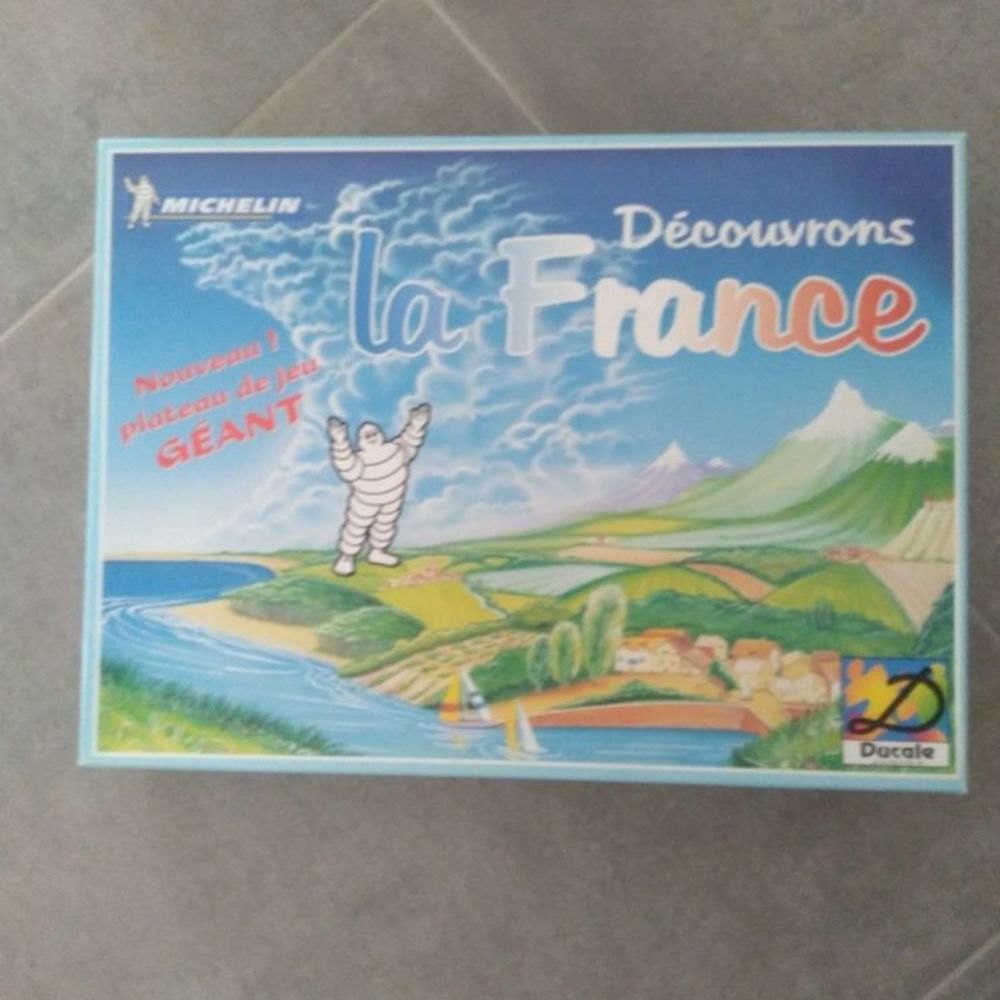 MICHELIN
Découvrons
la France
Nouveau !
plateau de jeu
GÉANT
D
Ducale